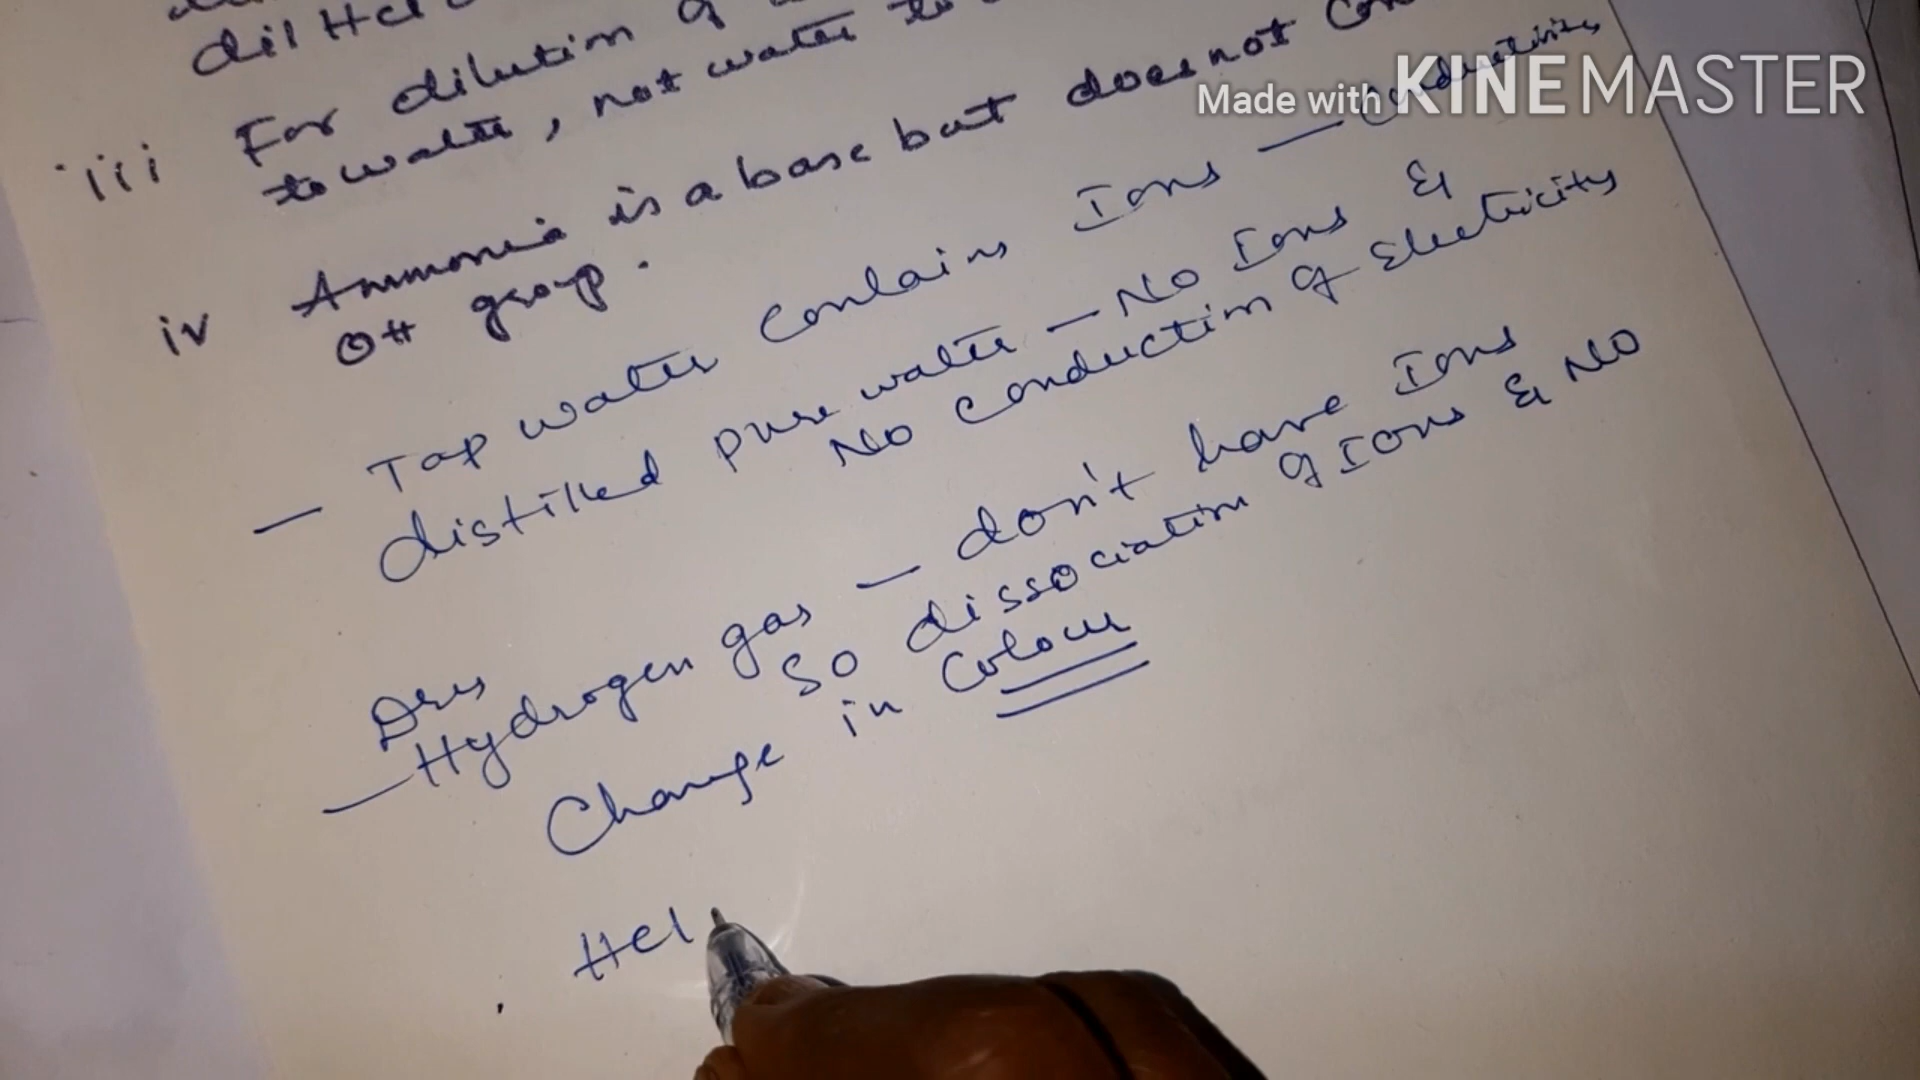 dil HCl
iii For dilution of
to water, not water to
iv Ammonia is a base but does not
OH group.
Made with KINEMASTER
— Tap water contains Ions —
distilled pure water — No Ions &
No conduction of Electricity
Dry
— Hydrogen gas — don't have Ions
So dissociation of Ions & NO
Change in Colour
HCl